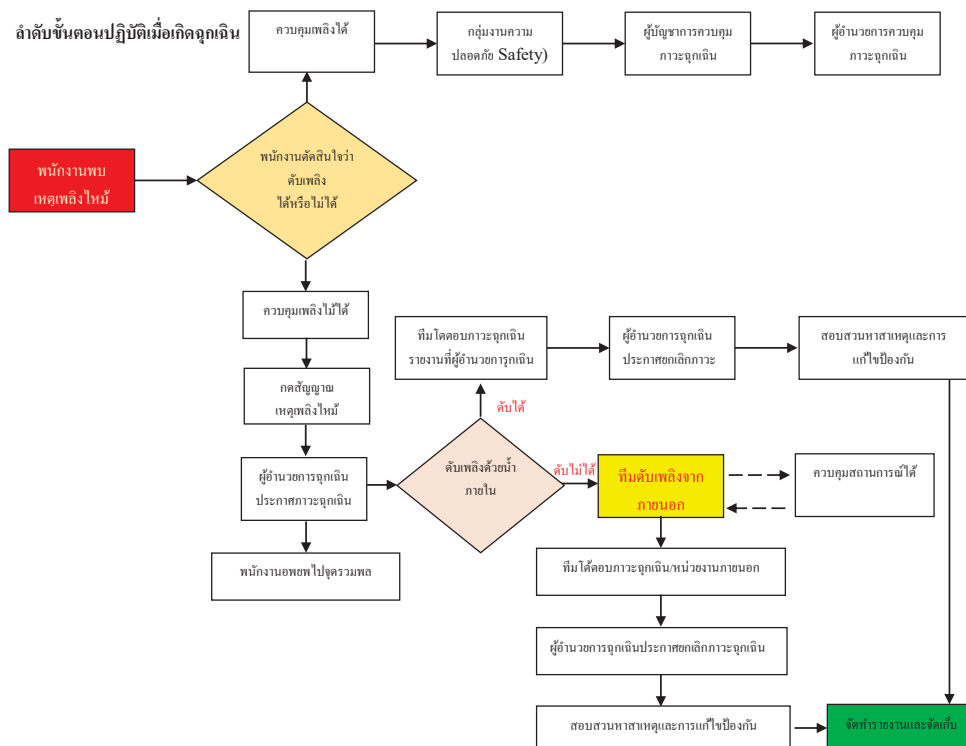 ลำดับขั้นตอนปฏิบัติเมื่อเกิดฉุกเฉิน
ควบคุมเพลิงได้
กลุ่มงานความ
ปลอดภัย Safety)
ผู้บัญชาการควบคุม
ภาวะฉุกเฉิน
ผู้อำนวยการควบคุม
ภาวะฉุกเฉิน
พนักงานพบ
เหตุเพลิงไหม้
พนักงานตัดสินใจว่า
ดับเพลิง
ได้หรือไม่ได้
ควบคุมเพลิงไม่ได้
กดสัญญาณ
เหตุเพลิงไหม้
ผู้อำนวยการฉุกเฉิน
ประกาศภาวะฉุกเฉิน
พนักงานอพยพไปจุดรวมพล
ทีมโตตอบภาวะฉุกเฉิน
รายงานที่ผู้อำนวยการุกเฉิน
ผู้อำนวยการฉุกเฉิน
ประกาศยกเลิกภาวะ
สอบสวนหาสาเหตุและการ
แก้ไขป้องกัน
ดับได้
ดับเพลิงด้วยน้ำ
ภายใน
ดับไม่ได้
ทีมดับเพลิงจาก
ภายนอก
ควบคุมสถานการณ์ได้
ทีมโต้ตอบภาวะฉุกเฉิน/หน่วยงานภายนอก
ผู้อำนวยการฉุกเฉินประกาศยกเลิกภาวะฉุกเฉิน
สอบสวนหาสาเหตุและการแก้ไขป้องกัน
จัดทำรายงานและจัดเก็บ